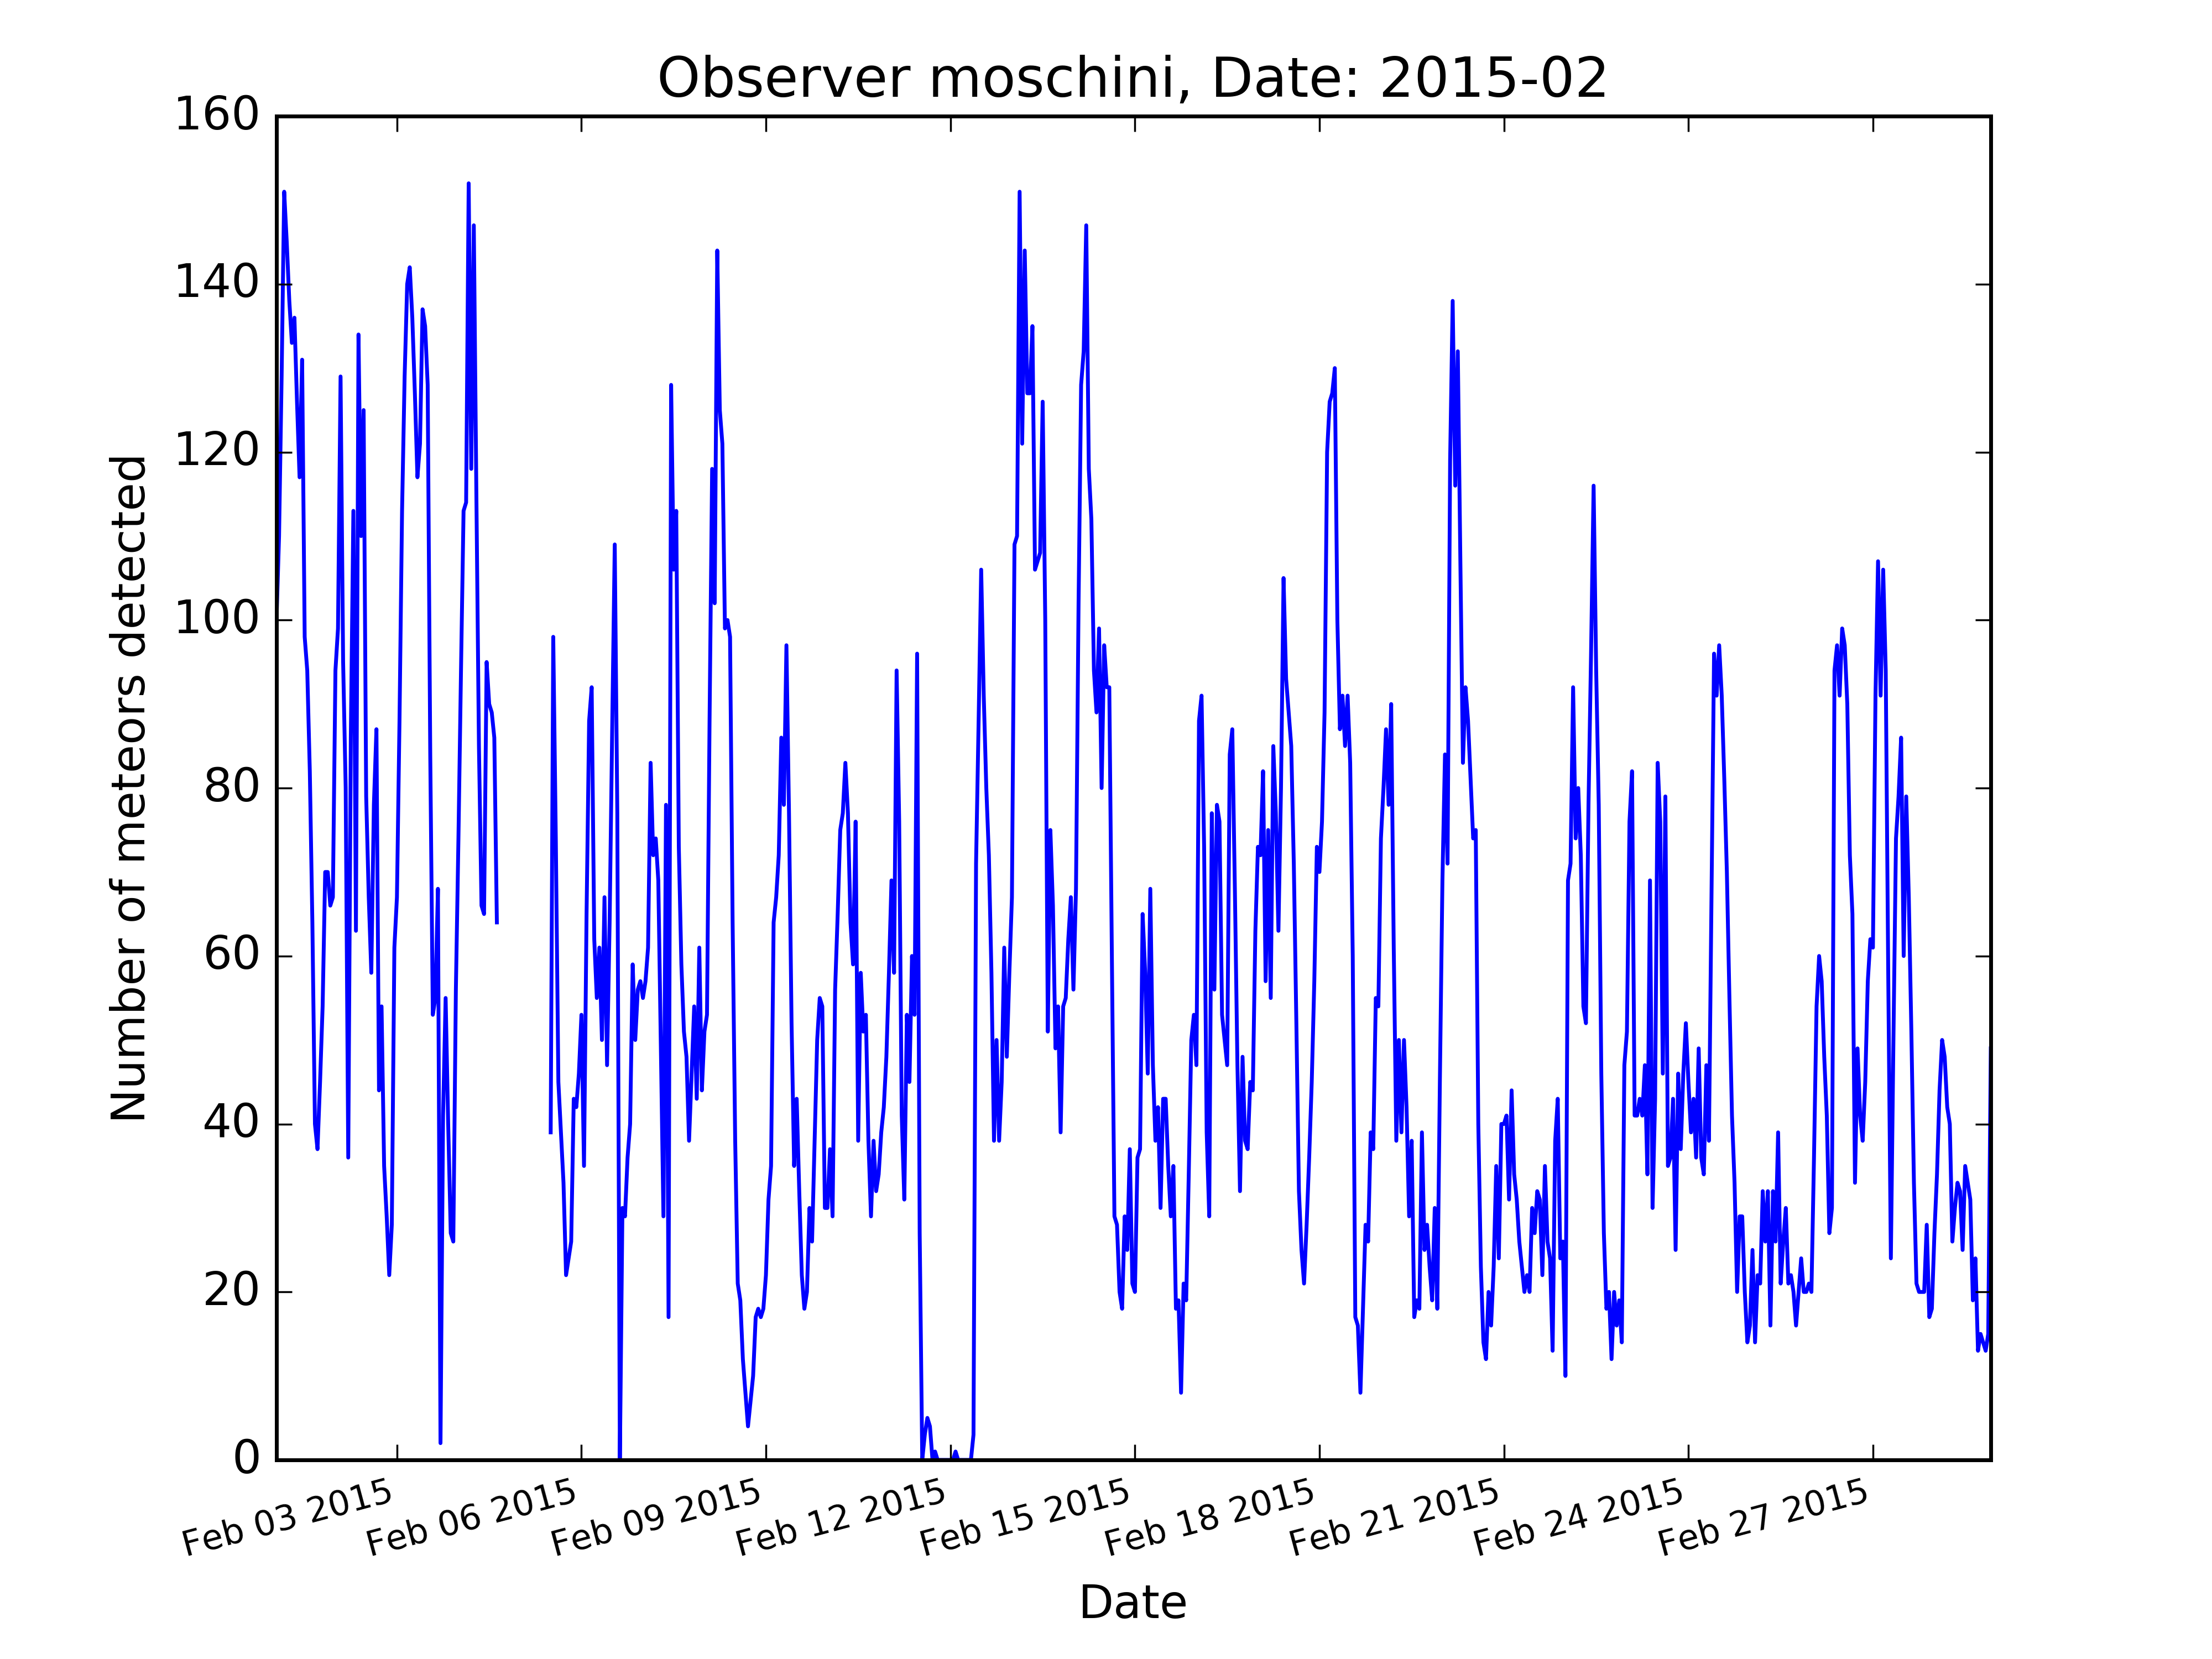 Observer moschini, Date: 2015-02
160
140
120
100
80
60
40
20
0
Number of meteors detected
Feb 03 2015
Feb 06 2015
Feb 09 2015
Feb 12 2015
Feb 15 2015
Feb 18 2015
Feb 21 2015
Feb 24 2015
Feb 27 2015
Date